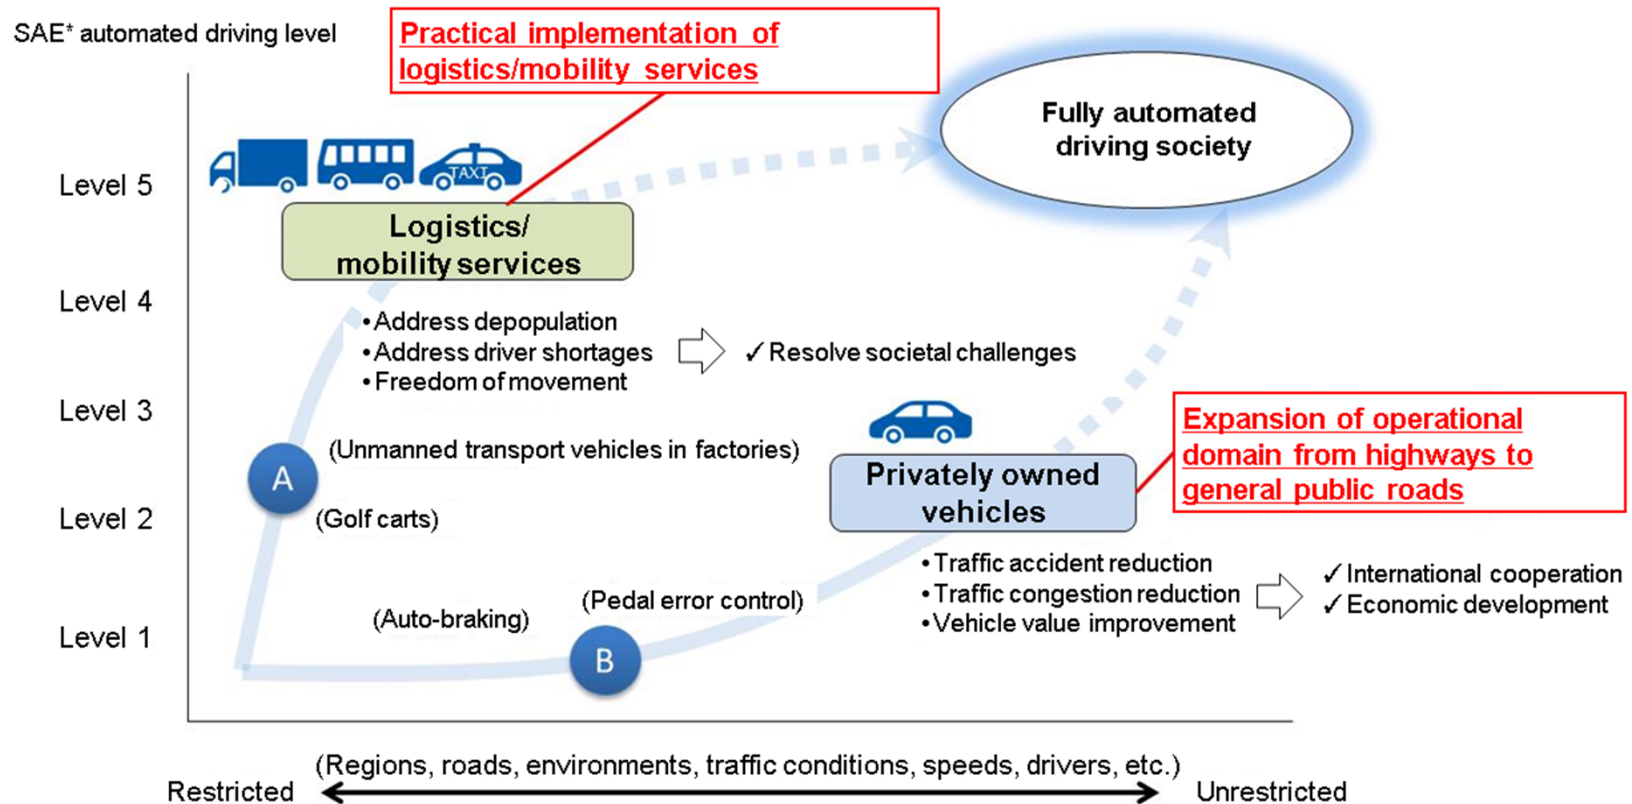 SAE* automated driving level
Practical implementation of
logistics/mobility services
Fully automated
driving society
TAXI
Level 5
Logistics/
mobility services
Level 4
•Address depopulation
•Address driver shortages
•Freedom of movement
✓Resolve societal challenges
Level 3
Expansion of operational
domain from highways to
general public roads
A
(Unmanned transport vehicles in factories)
Privately owned
vehicles
Level 2
(Golf carts)
•Traffic accident reduction
•Traffic congestion reduction
•Vehicle value improvement
✓International cooperation
✓Economic development
(Pedal error control)
(Auto-braking)
Level 1
B
(Regions, roads, environments, traffic conditions, speeds, drivers, etc.)
Restricted
Unrestricted